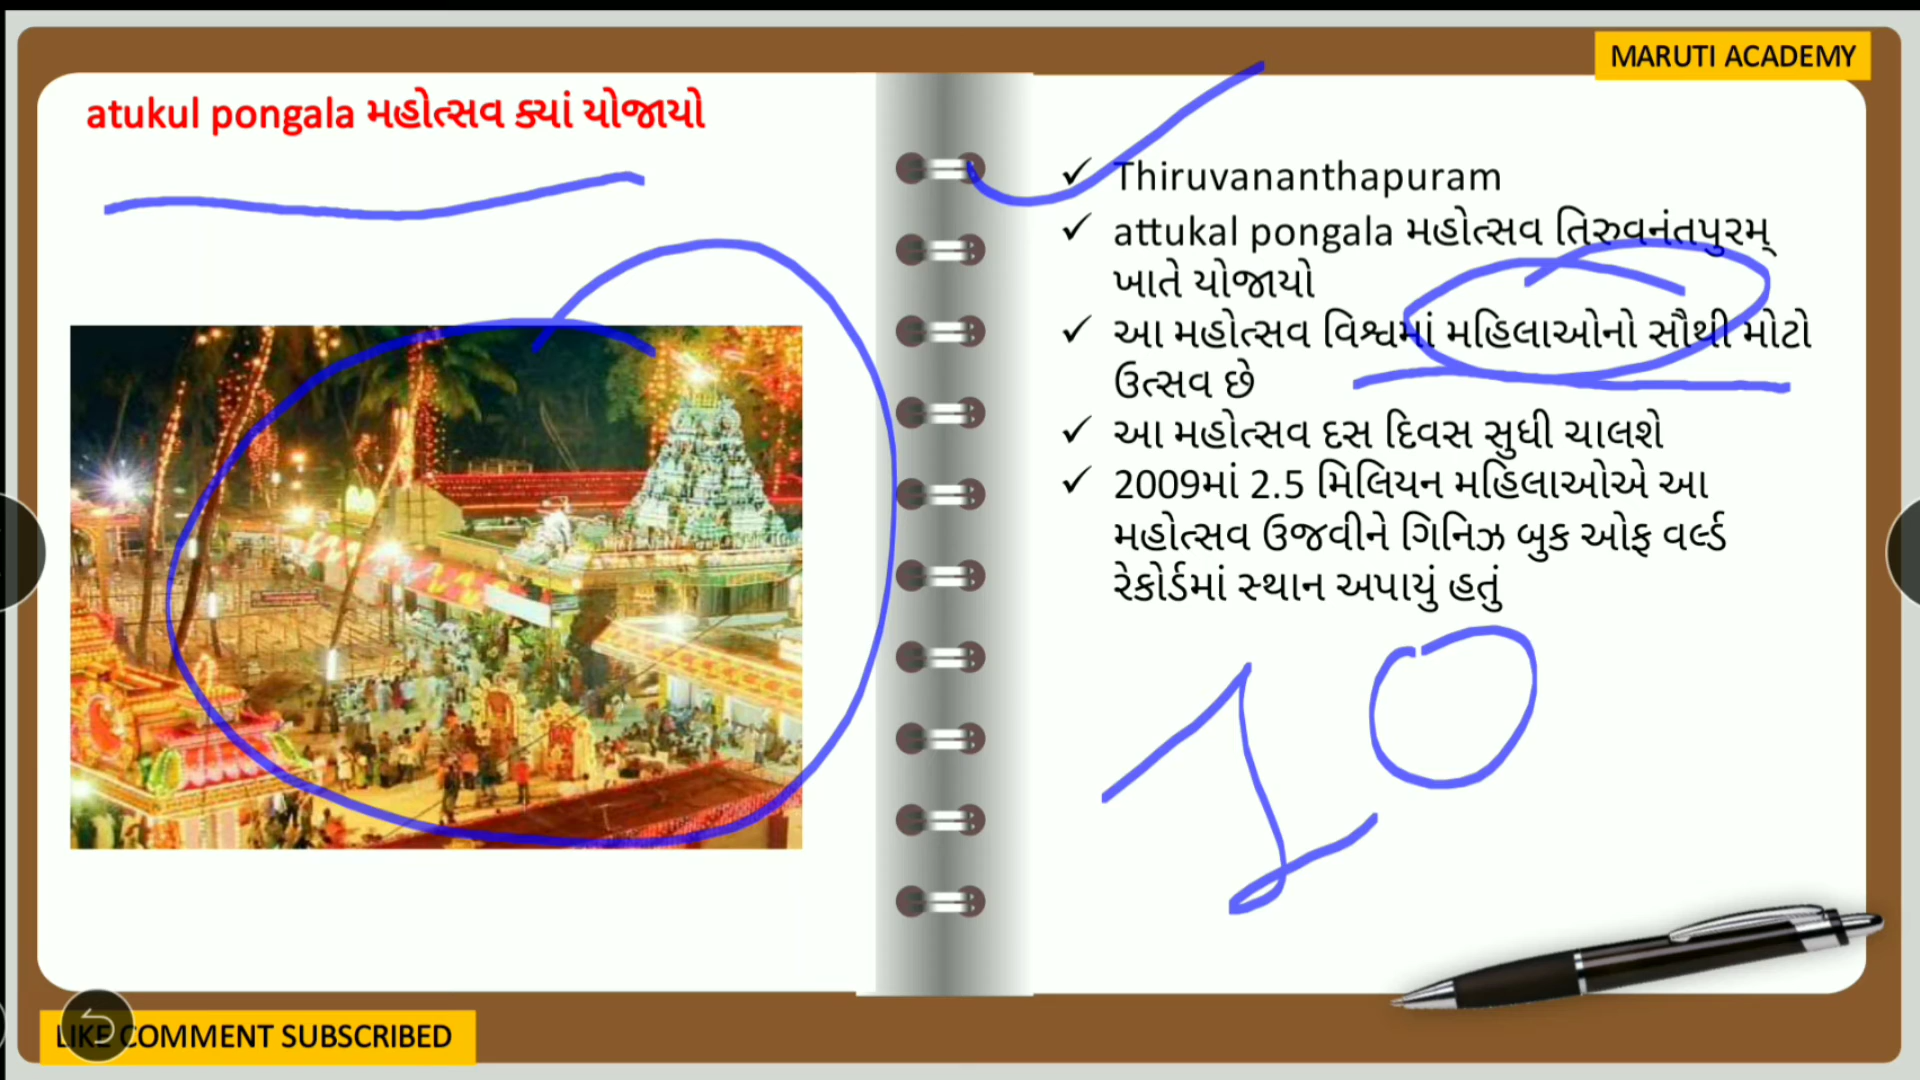 MARUTI ACADEMY
atukul pongala મહોત્સવ ક્યાં યોજાયો
✓ Thiruvananthapuram
✓ attukal pongala મહોત્સવ તિરુવનંતપુરમ્
ખાતે યોજાયો
✓ આ મહોત્સવ વિશ્વમાં મહિલાઓનો સૌથી મોટો
ઉત્સવ છે
✓ આ મહોત્સવ દસ દિવસ સુધી ચાલશે
✓ 2009માં 2.5 મિલિયન મહિલાઓએ આ
મહોત્સવ ઉજવીને ગિનિઝ બુક ઓફ વર્લ્ડ
રેકોર્ડમાં સ્થાન અપાયું હતું
10
LIKE COMMENT SUBSCRIBED